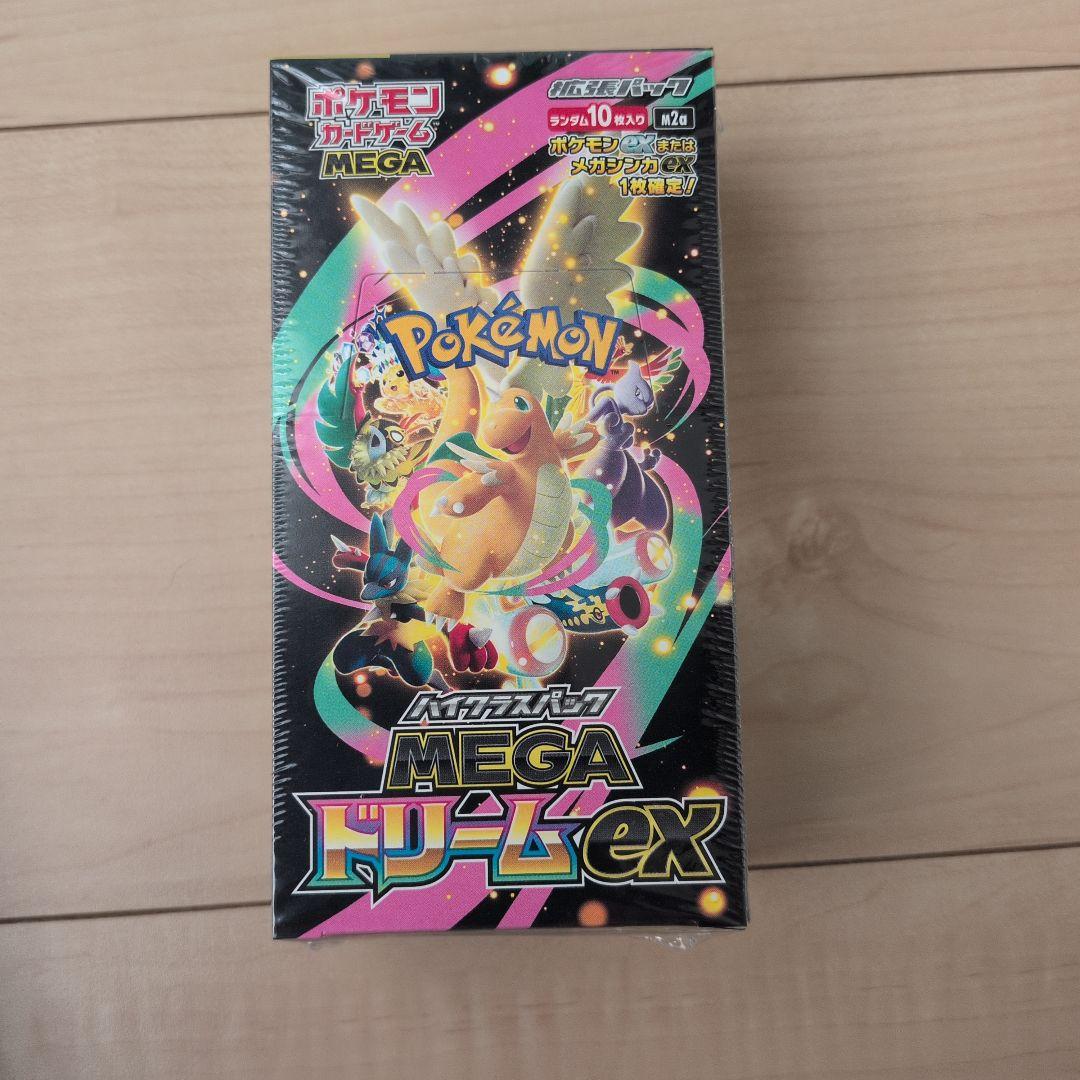 ポケモン
カードゲーム
MEGA
拡張パック
ランダム10枚入り M2a
ポケモンexまたは
メガシンカex
1枚確定!
POKéMON
ハイクラスパック
MEGA
ドリームex